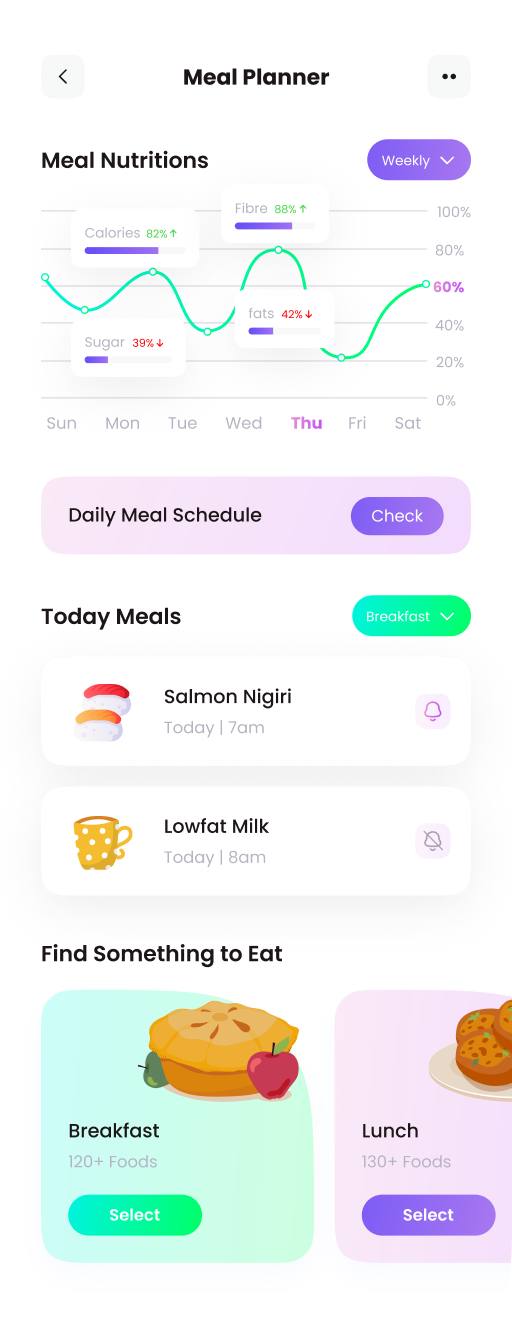 Meal Planner
Meal Nutritions
Weekly
Calories 82%↑
Fibre 88%↑
Sugar 39%↓
fats 42%↓
100%
80%
60%
40%
20%
0%
Sun Mon Tue Wed Thu Fri Sat
Daily Meal Schedule
Check
Today Meals
Breakfast
Salmon Nigiri
Today | 7am
Lowfat Milk
Today | 8am
Find Something to Eat
Breakfast
120+ Foods
Select
Lunch
130+ Foods
Select